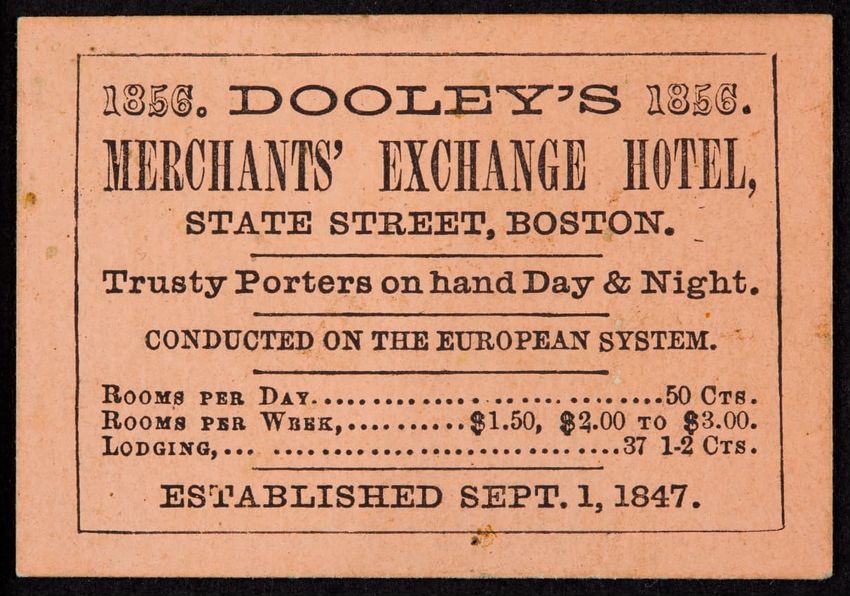 1856. DOOLEY'S 1856.
MERCHANTS' EXCHANGE HOTEL,
STATE STREET, BOSTON.
Trusty Porters on hand Day & Night.
CONDUCTED ON THE EUROPEAN SYSTEM.
ROOMS PER DAY..............................50 CTS.
ROOMS PER WEEK,..........$1.50, $2.00 TO $3.00.
LODGING,... ..............................37 1-2 CTS.
ESTABLISHED SEPT. 1, 1847.